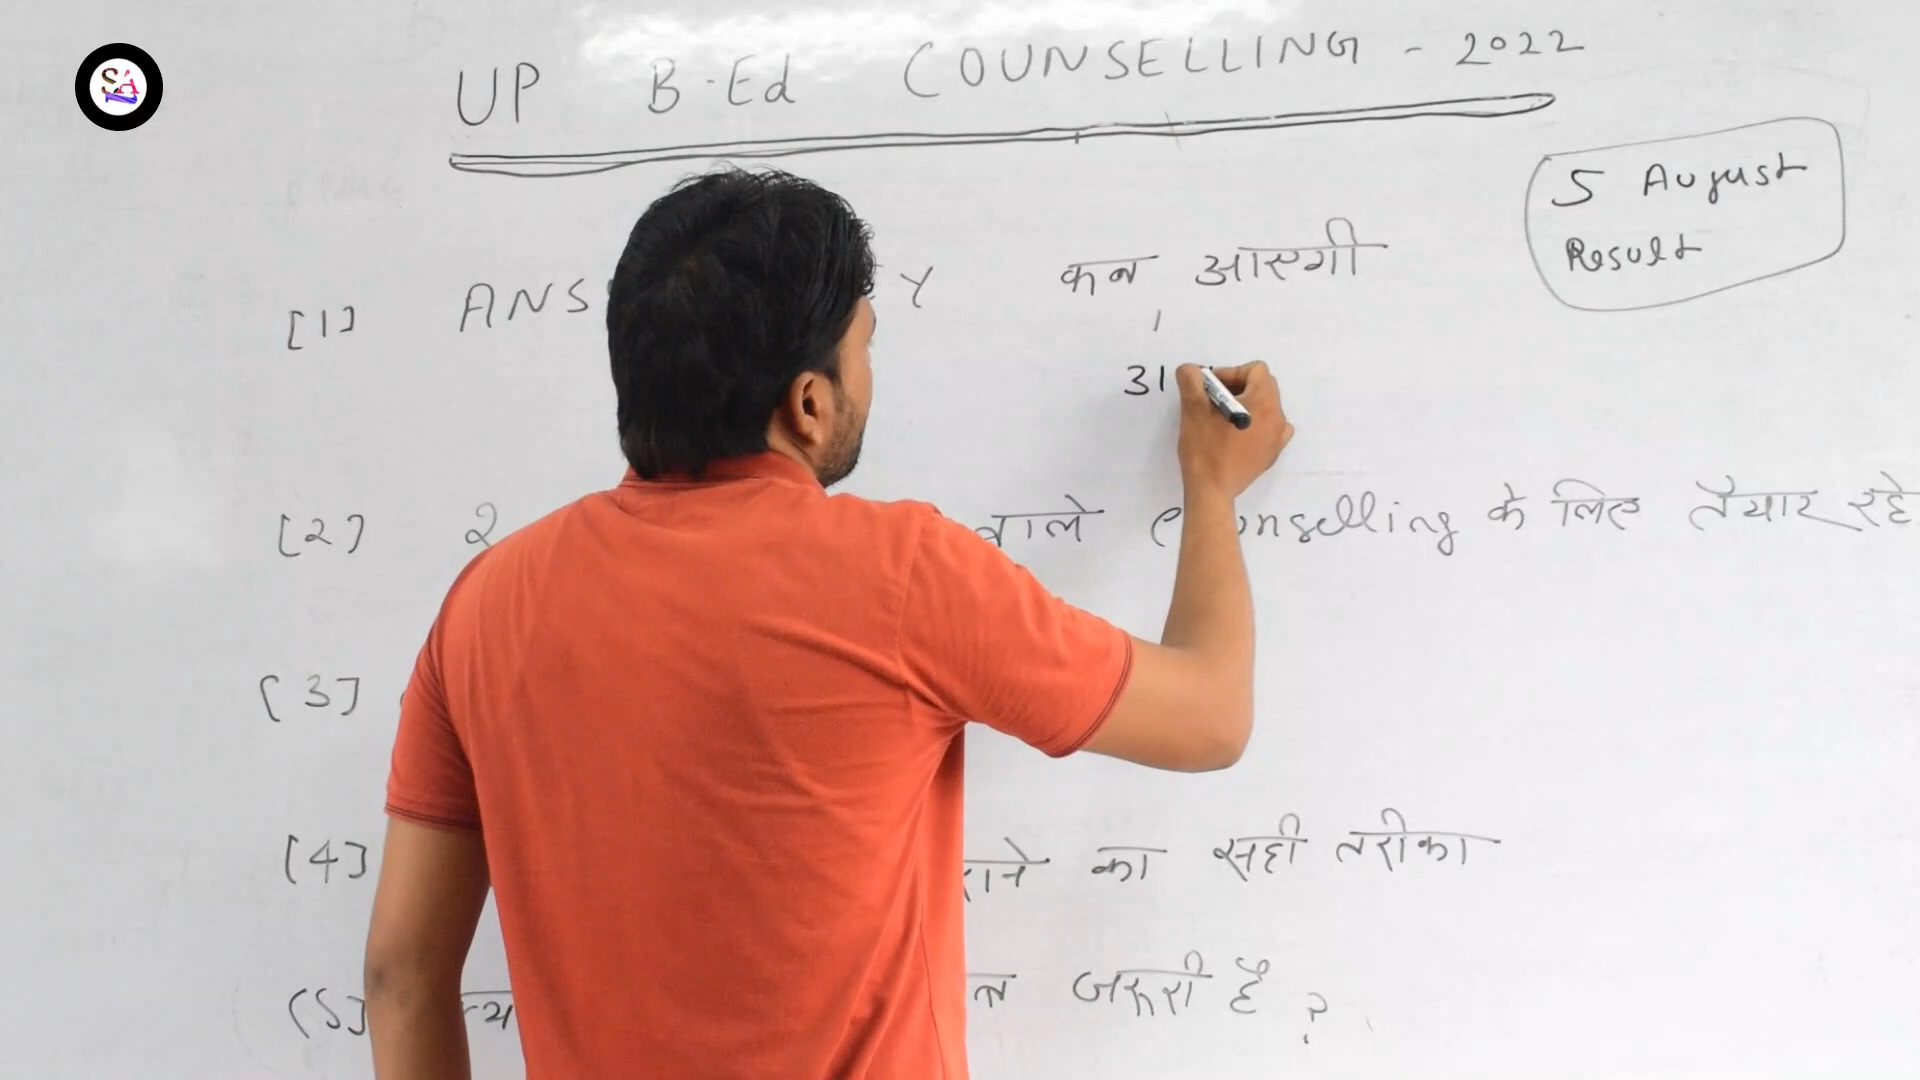 UP B-Ed COUNSELLING - 2022
5 August
Result
[1] ANS Y कब आएगी
31
[2] 2 वाले counselling के लिए तैयार रहे
[3]
[4] का सही तरीका
[5] जरूरी है ?